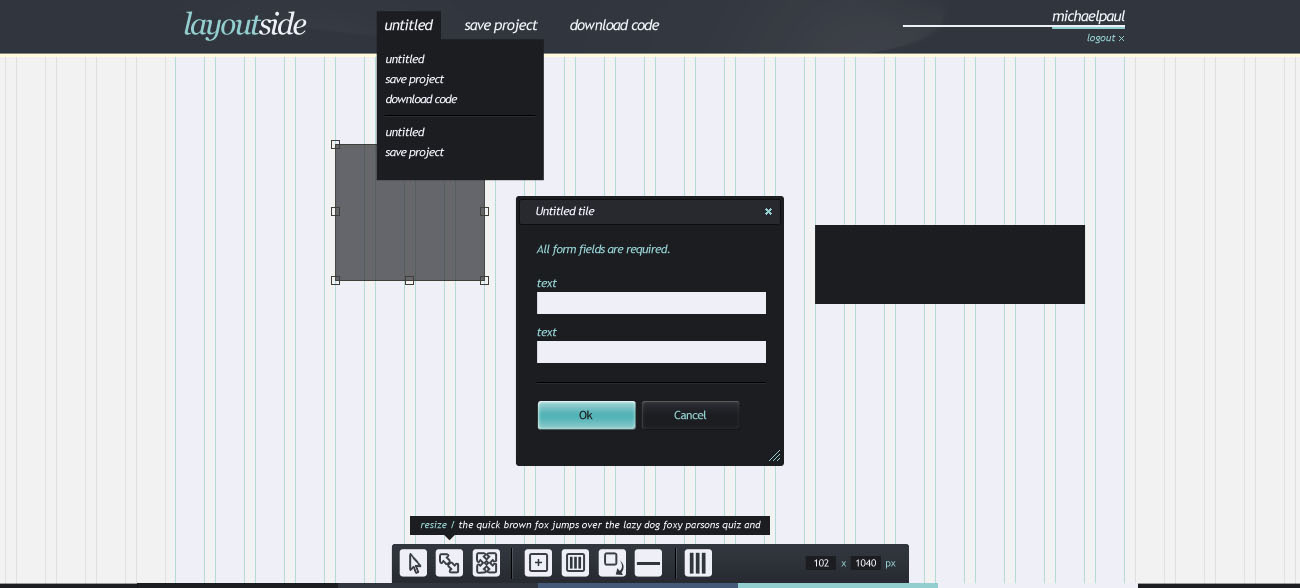 layoutside
untitled
save project
download code
michaelpaul
logout ×
untitled
save project
download code
untitled
save project
Untitled tile
×
All form fields are required.
text
text
Ok
Cancel
resize / the quick brown fox jumps over the lazy dog foxy parsons quiz and
102 x 1040 px